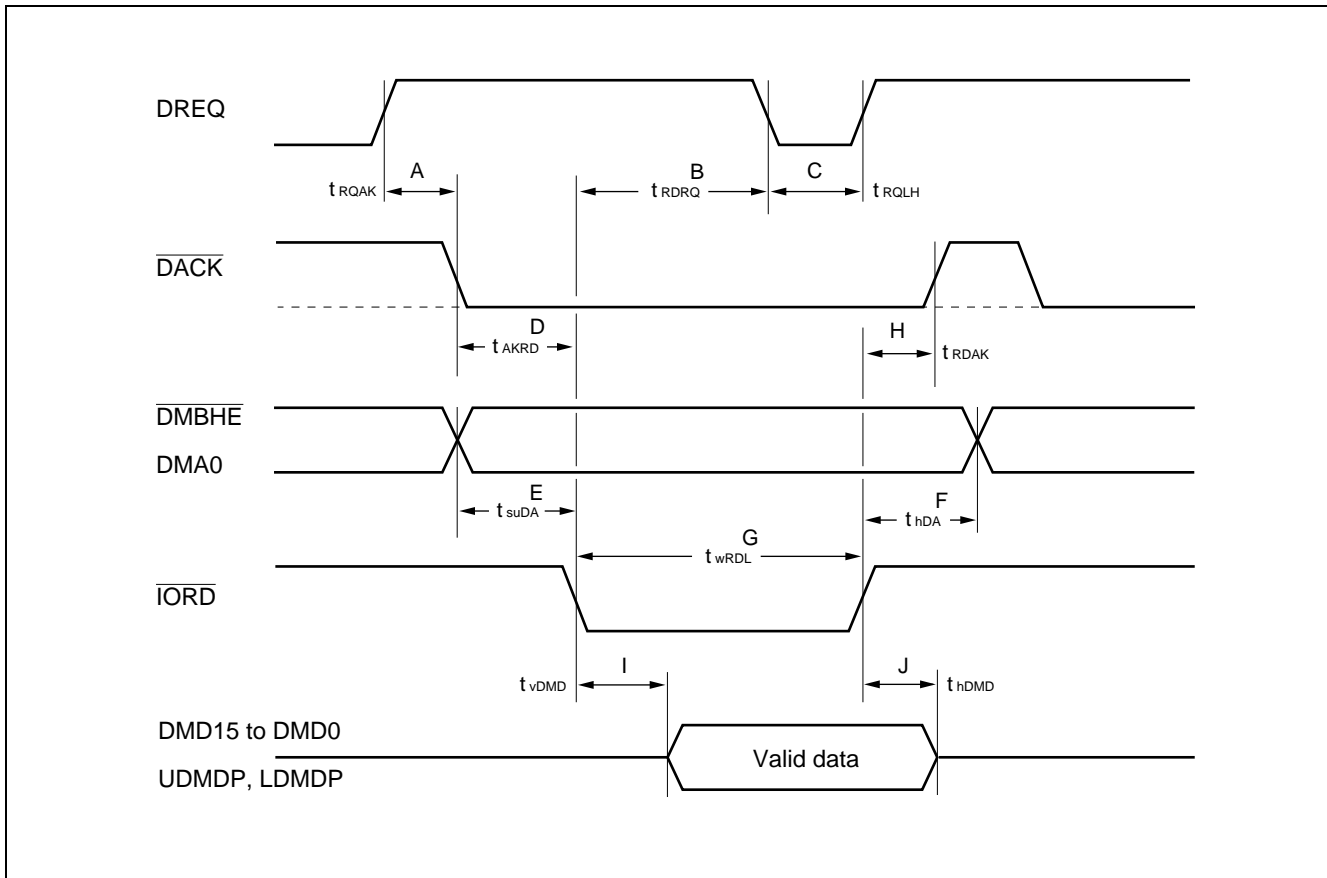 DREQ
A
B
C
t RQAK
t RDRQ
t RQLH
DACK
D
t AKRD
H
t RDAK
DMBHE
DMA0
E
t suDA
F
t hDA
G
t wRDL
IORD
I
t vDMD
J
t hDMD
DMD15 to DMD0
Valid data
UDMDP, LDMDP